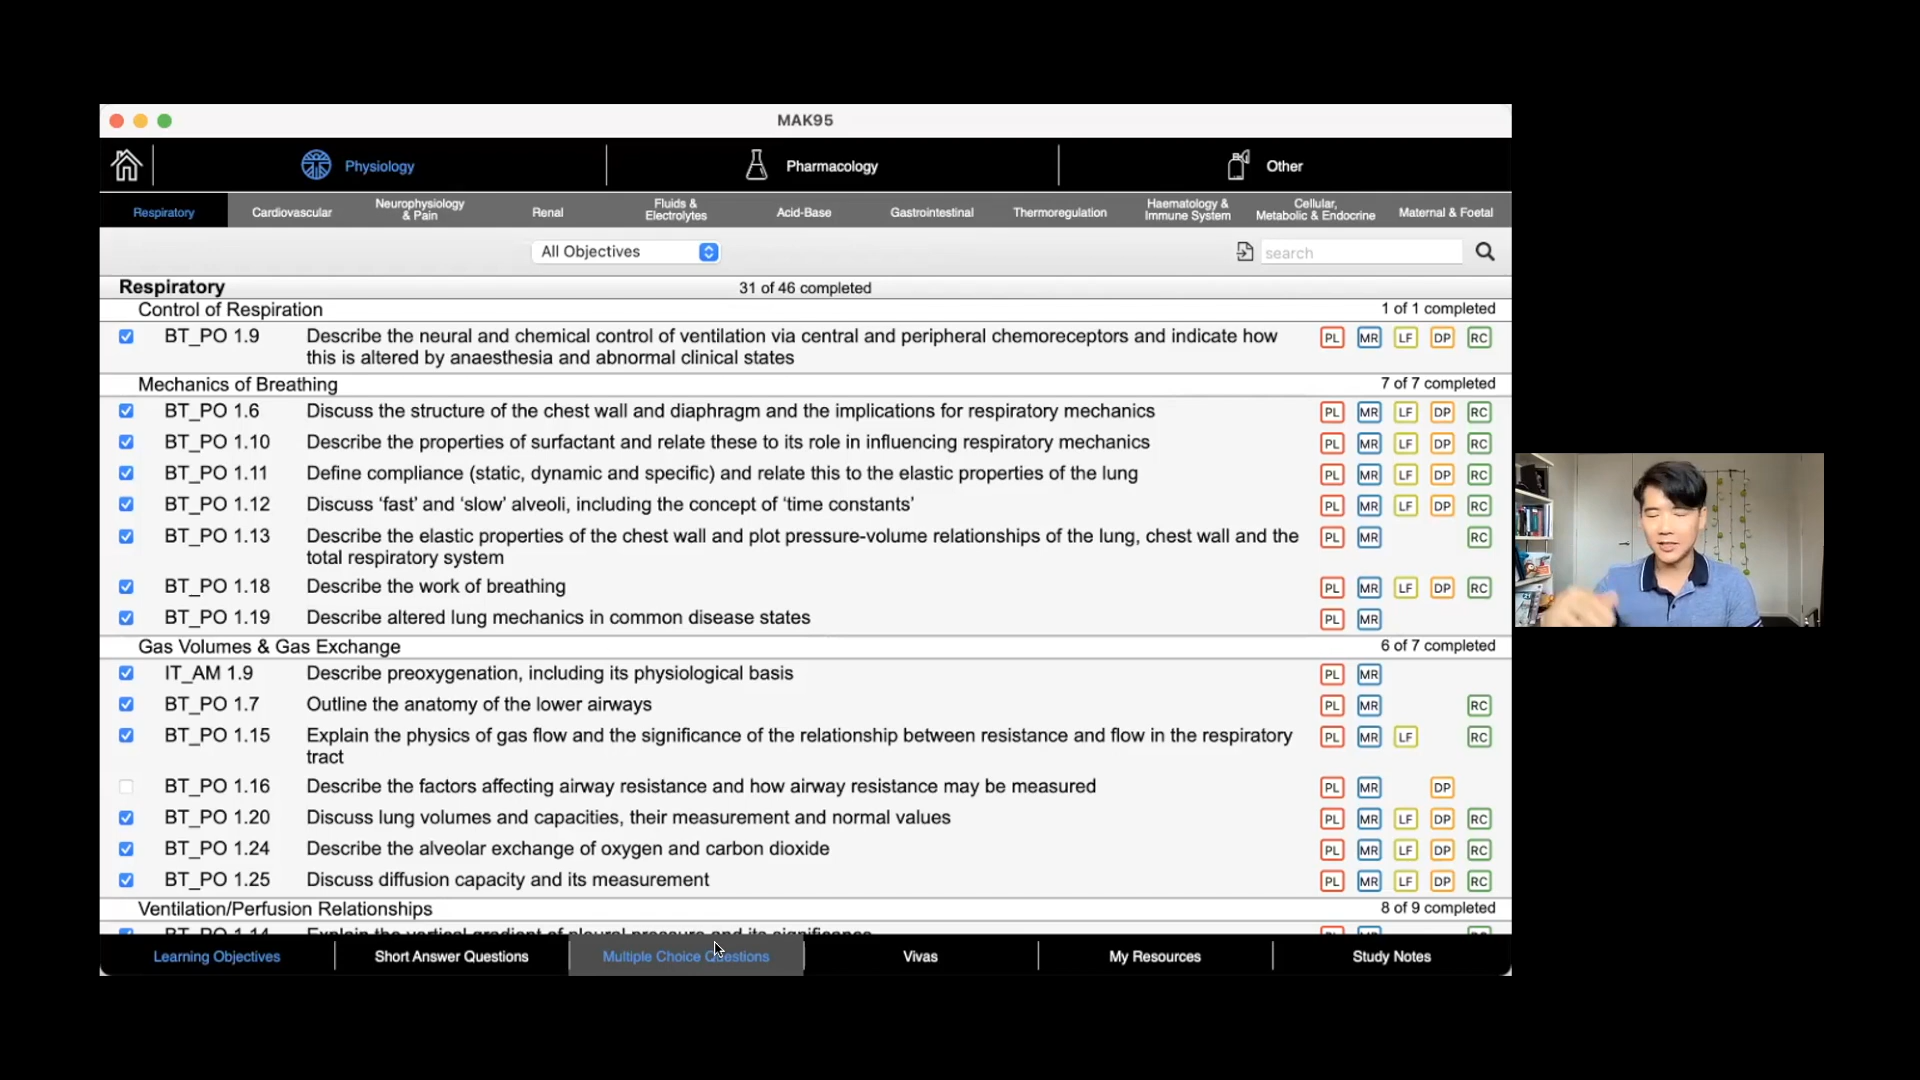 MAK95
Physiology
Pharmacology
Other
Respiratory
Cardiovascular
Neurophysiology
& Pain
Renal
Fluids &
Electrolytes
Acid-Base
Gastrointestinal
Thermoregulation
Haematology &
Immune System
Cellular,
Metabolic & Endocrine
Maternal & Foetal
All Objectives
search
Respiratory 31 of 46 completed
Control of Respiration 1 of 1 completed
BT_PO 1.9 Describe the neural and chemical control of ventilation via central and peripheral chemoreceptors and indicate how PL MR LF DP RC
this is altered by anaesthesia and abnormal clinical states
Mechanics of Breathing 7 of 7 completed
BT_PO 1.6 Discuss the structure of the chest wall and diaphragm and the implications for respiratory mechanics PL MR LF DP RC
BT_PO 1.10 Describe the properties of surfactant and relate these to its role in influencing respiratory mechanics PL MR LF DP RC
BT_PO 1.11 Define compliance (static, dynamic and specific) and relate this to the elastic properties of the lung PL MR LF DP RC
BT_PO 1.12 Discuss ‘fast’ and ‘slow’ alveoli, including the concept of ‘time constants’ PL MR LF DP RC
BT_PO 1.13 Describe the elastic properties of the chest wall and plot pressure-volume relationships of the lung, chest wall and the PL MR RC
total respiratory system
BT_PO 1.18 Describe the work of breathing PL MR LF DP RC
BT_PO 1.19 Describe altered lung mechanics in common disease states PL MR
Gas Volumes & Gas Exchange 6 of 7 completed
IT_AM 1.9 Describe preoxygenation, including its physiological basis PL MR
BT_PO 1.7 Outline the anatomy of the lower airways PL MR RC
BT_PO 1.15 Explain the physics of gas flow and the significance of the relationship between resistance and flow in the respiratory PL MR LF RC
tract
BT_PO 1.16 Describe the factors affecting airway resistance and how airway resistance may be measured PL MR DP
BT_PO 1.20 Discuss lung volumes and capacities, their measurement and normal values PL MR LF DP RC
BT_PO 1.24 Describe the alveolar exchange of oxygen and carbon dioxide PL MR LF DP RC
BT_PO 1.25 Discuss diffusion capacity and its measurement PL MR LF DP RC
Ventilation/Perfusion Relationships 8 of 9 completed
BT_PO 1.14 Explain the vertical gradient of pleural pressure and its significance
Learning Objectives
Short Answer Questions
Multiple Choice Questions
Vivas
My Resources
Study Notes